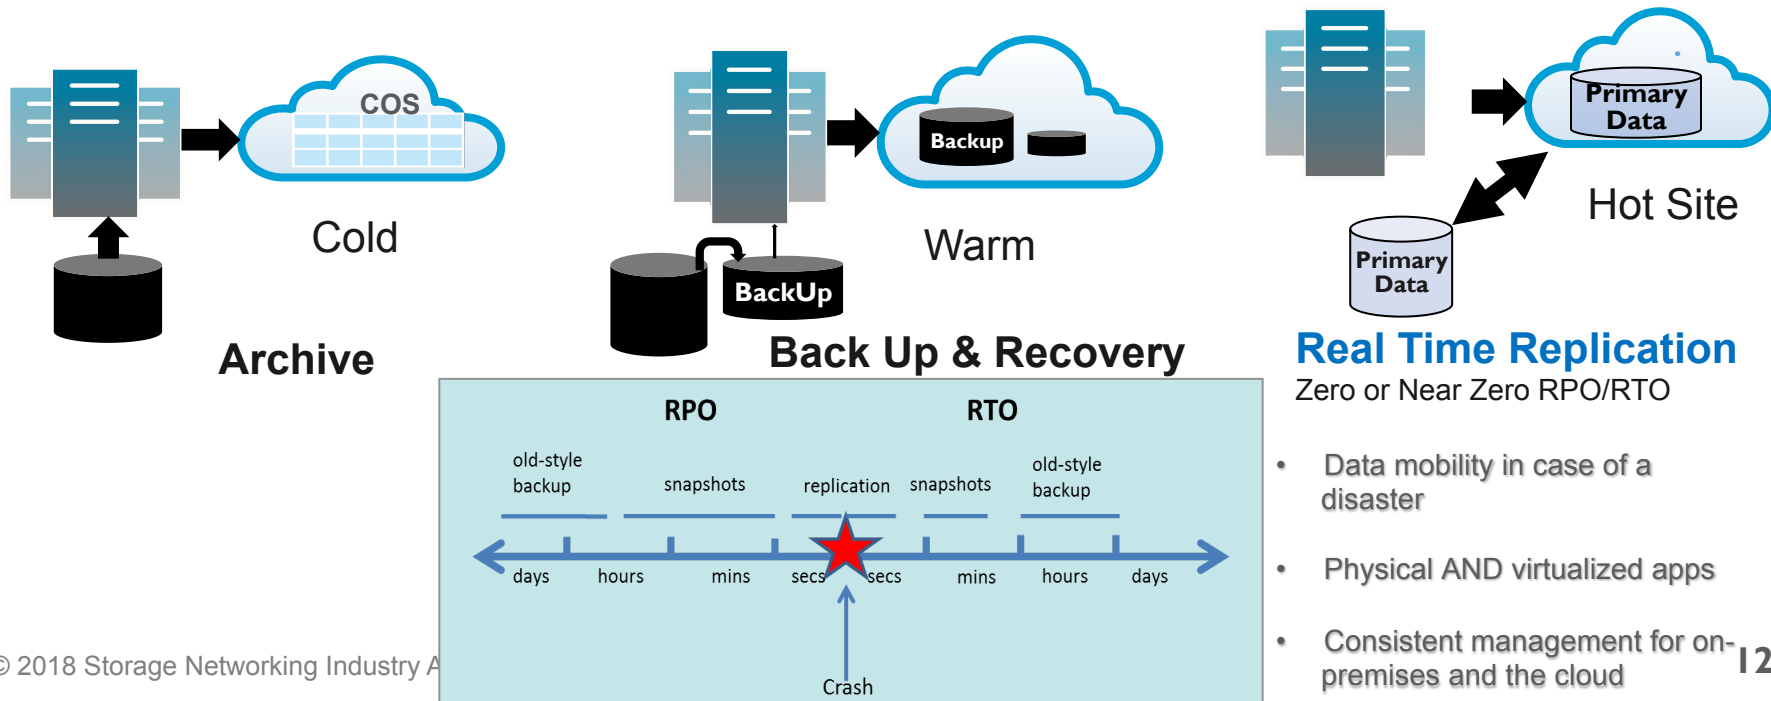 COS
Cold
Archive
Backup
BackUp
Warm
Back Up & Recovery
Primary
Data
Primary
Data
Hot Site
Real Time Replication
Zero or Near Zero RPO/RTO
RPO
RTO
old-style
backup
snapshots
replication
snapshots
old-style
backup
days
hours
mins
secs
secs
mins
hours
days
Crash
• Data mobility in case of a
disaster
• Physical AND virtualized apps
• Consistent management for on-
premises and the cloud
© 2018 Storage Networking Industry A
12